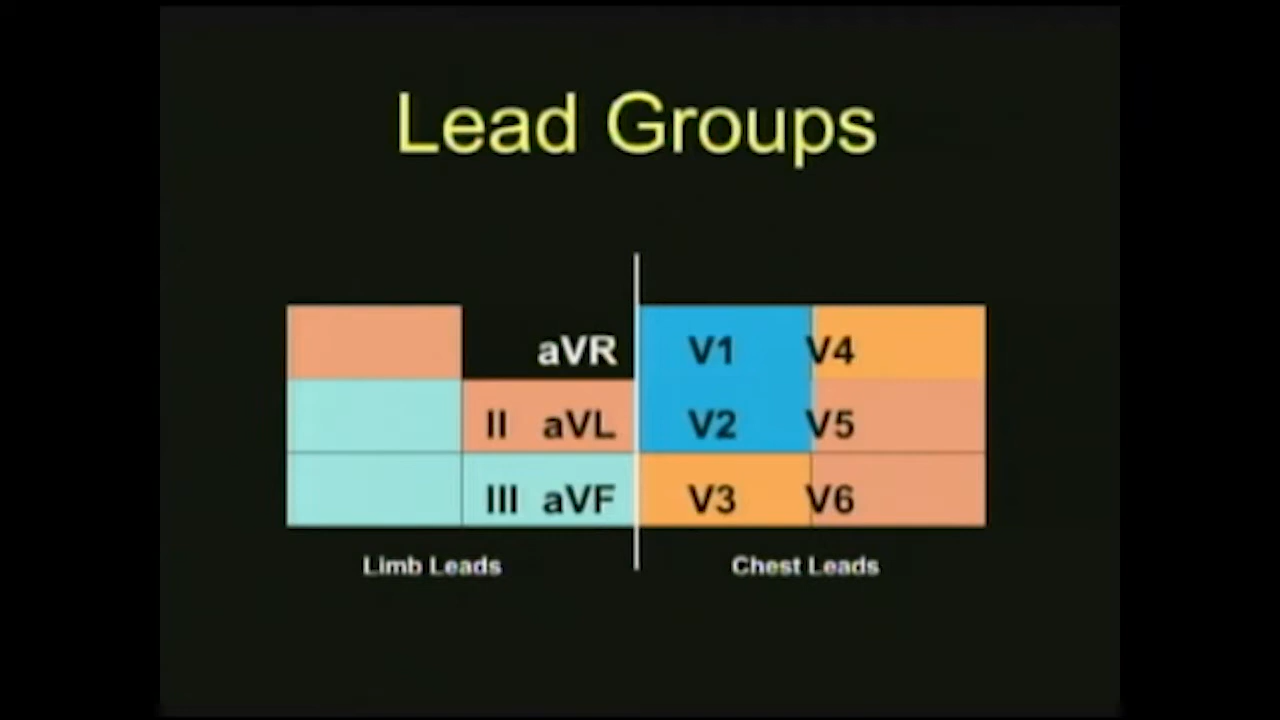 Lead Groups
aVR V1 V4
II aVL V2 V5
III aVF V3 V6
Limb Leads Chest Leads